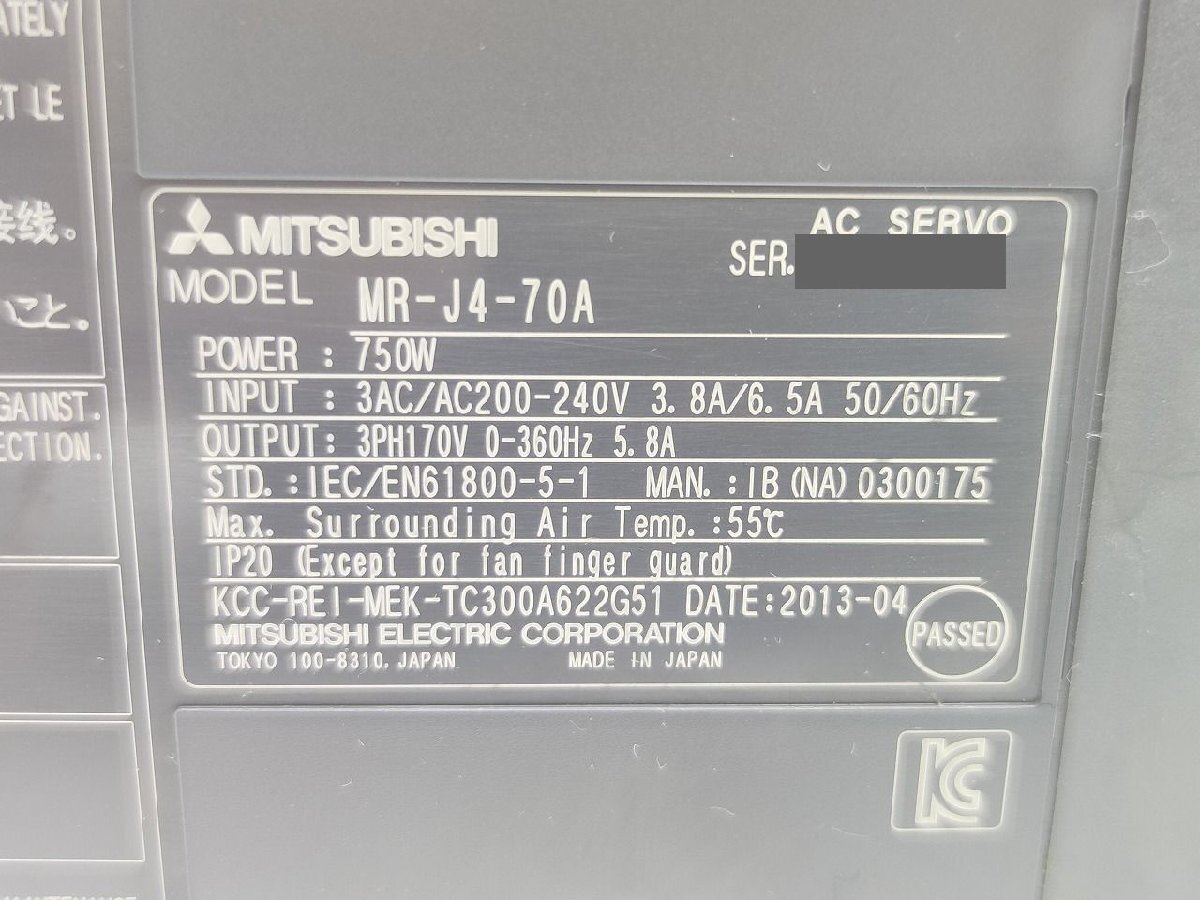 ATELY
ET LE
接线。
いこと。
GAINST.
ECTION.
MITSUBISHI
AC SERVO
SER.
MODEL MR-J4-70A
POWER : 750W
INPUT : 3AC/AC200-240V 3.8A/6.5A 50/60Hz
OUTPUT: 3PH170V 0-360Hz 5.8A
STD.:IEC/EN61800-5-1 MAN.:IB(NA)0300175
Max. Surrounding Air Temp.:55℃
IP20 (Except for fan finger guard)
KCC-REI-MEK-TC300A622G51 DATE:2013-04
PASSED
MITSUBISHI ELECTRIC CORPORATION
TOKYO 100-8310, JAPAN MADE IN JAPAN
KC